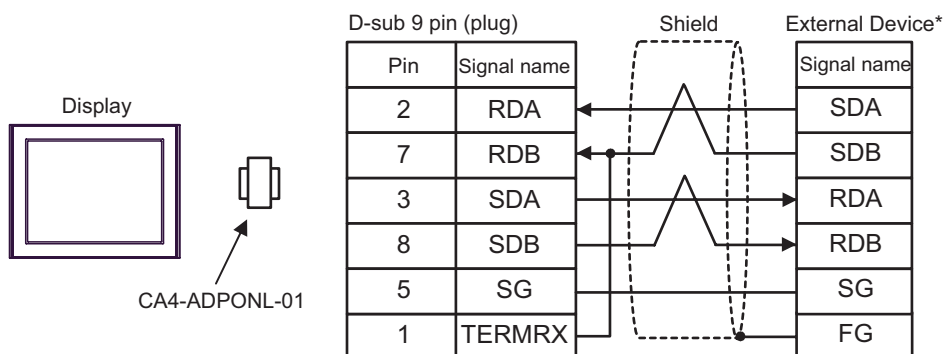 D-sub 9 pin (plug) Shield External Device*
Pin Signal name Signal name
Display
2 RDA SDA
7 RDB SDB
3 SDA RDA
8 SDB RDB
5 SG SG
CA4-ADPONL-01
1 TERMRX FG